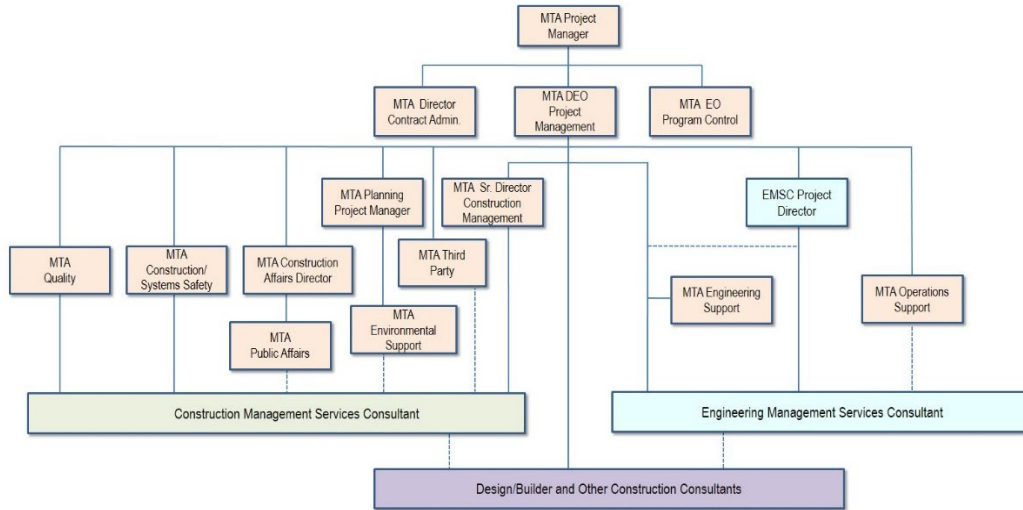 MTA Project
Manager
MTA Director
Contract Admin.
MTA DEO
Project
Management
MTA EO
Program Control
MTA Planning
Project Manager
MTA Sr. Director
Construction
Management
EMSC Project
Director
MTA
Quality
MTA
Construction/
Systems Safety
MTA Construction
Affairs Director
MTA Third
Party
MTA Engineering
Support
MTA Operations
Support
MTA
Public Affairs
MTA
Environmental
Support
Construction Management Services Consultant
Engineering Management Services Consultant
Design/Builder and Other Construction Consultants